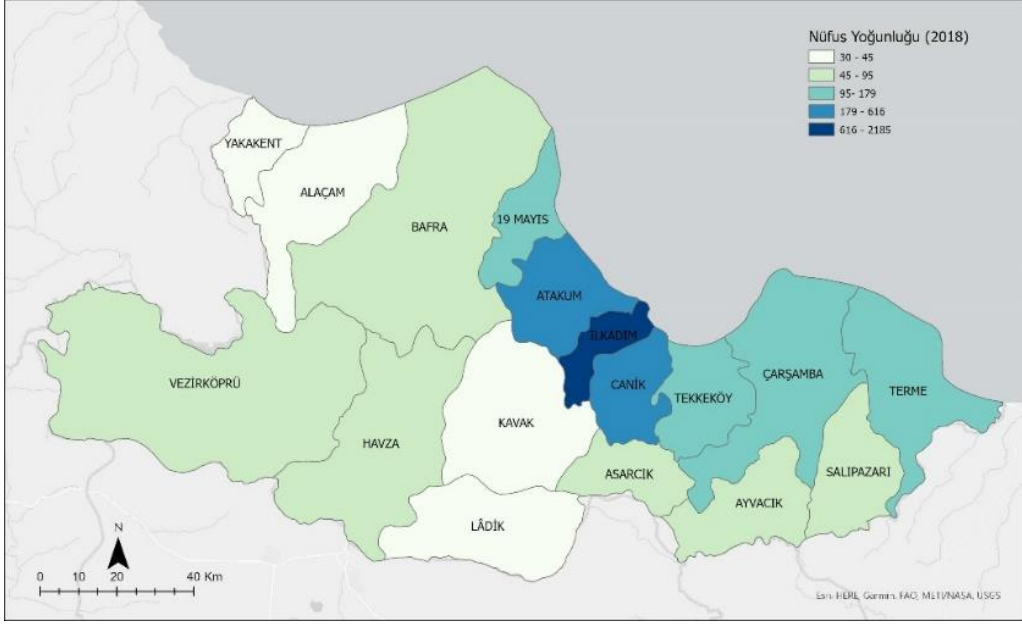 Nüfus Yoğunluğu (2018)
30 - 45
45 - 95
95- 179
179 - 616
616 - 2185
YAKAKENT
ALAÇAM
BAFRA
19 MAYIS
ATAKUM
İLKADIM
CANİK
TEKKEKÖY
ÇARŞAMBA
TERME
VEZİRKÖPRÜ
HAVZA
KAVAK
ASARCIK
SALIPAZARI
AYVACIK
LÂDİK
N
0 10 20 40 Km
Esri, HERE, Garmin, FAO, METI/NASA, USGS